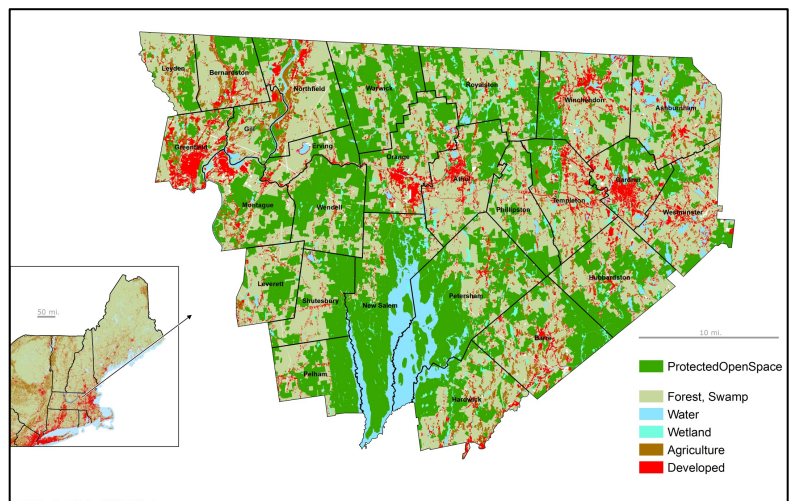 Leyden
Bernardston
Northfield
Warwick
Royalston
Winchendon
Ashburnham
Gill
Greenfield
Erving
Orange
Athol
Gardner
Montague
Wendell
Phillipston
Templeton
Westminster
Leverett
Shutesbury
New Salem
Petersham
Hubbardston
Pelham
Barre
Hardwick
50 mi.
10 mi.
ProtectedOpenSpace
Forest, Swamp
Water
Wetland
Agriculture
Developed